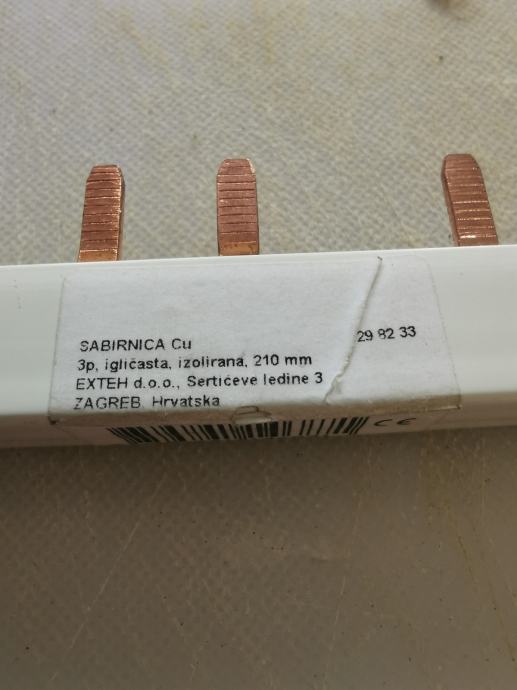 SABIRNICA Cu 29 82 33
3p, igličasta, izolirana, 210 mm
EXTEH d.o.o., Sertićeve ledine 3
ZAGREB, Hrvatska
CE